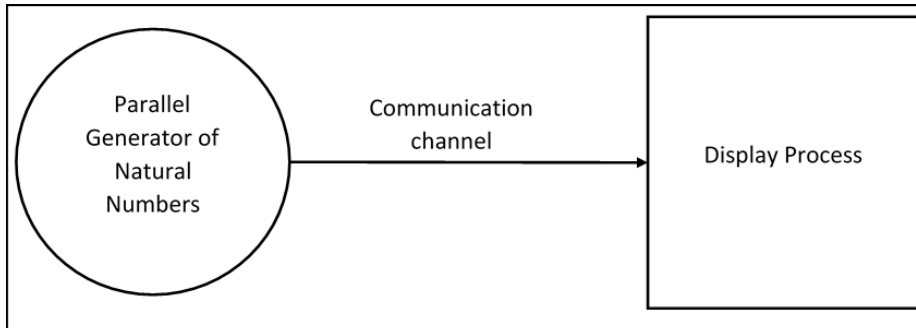 Parallel
Generator of
Natural
Numbers
Communication
channel
Display Process